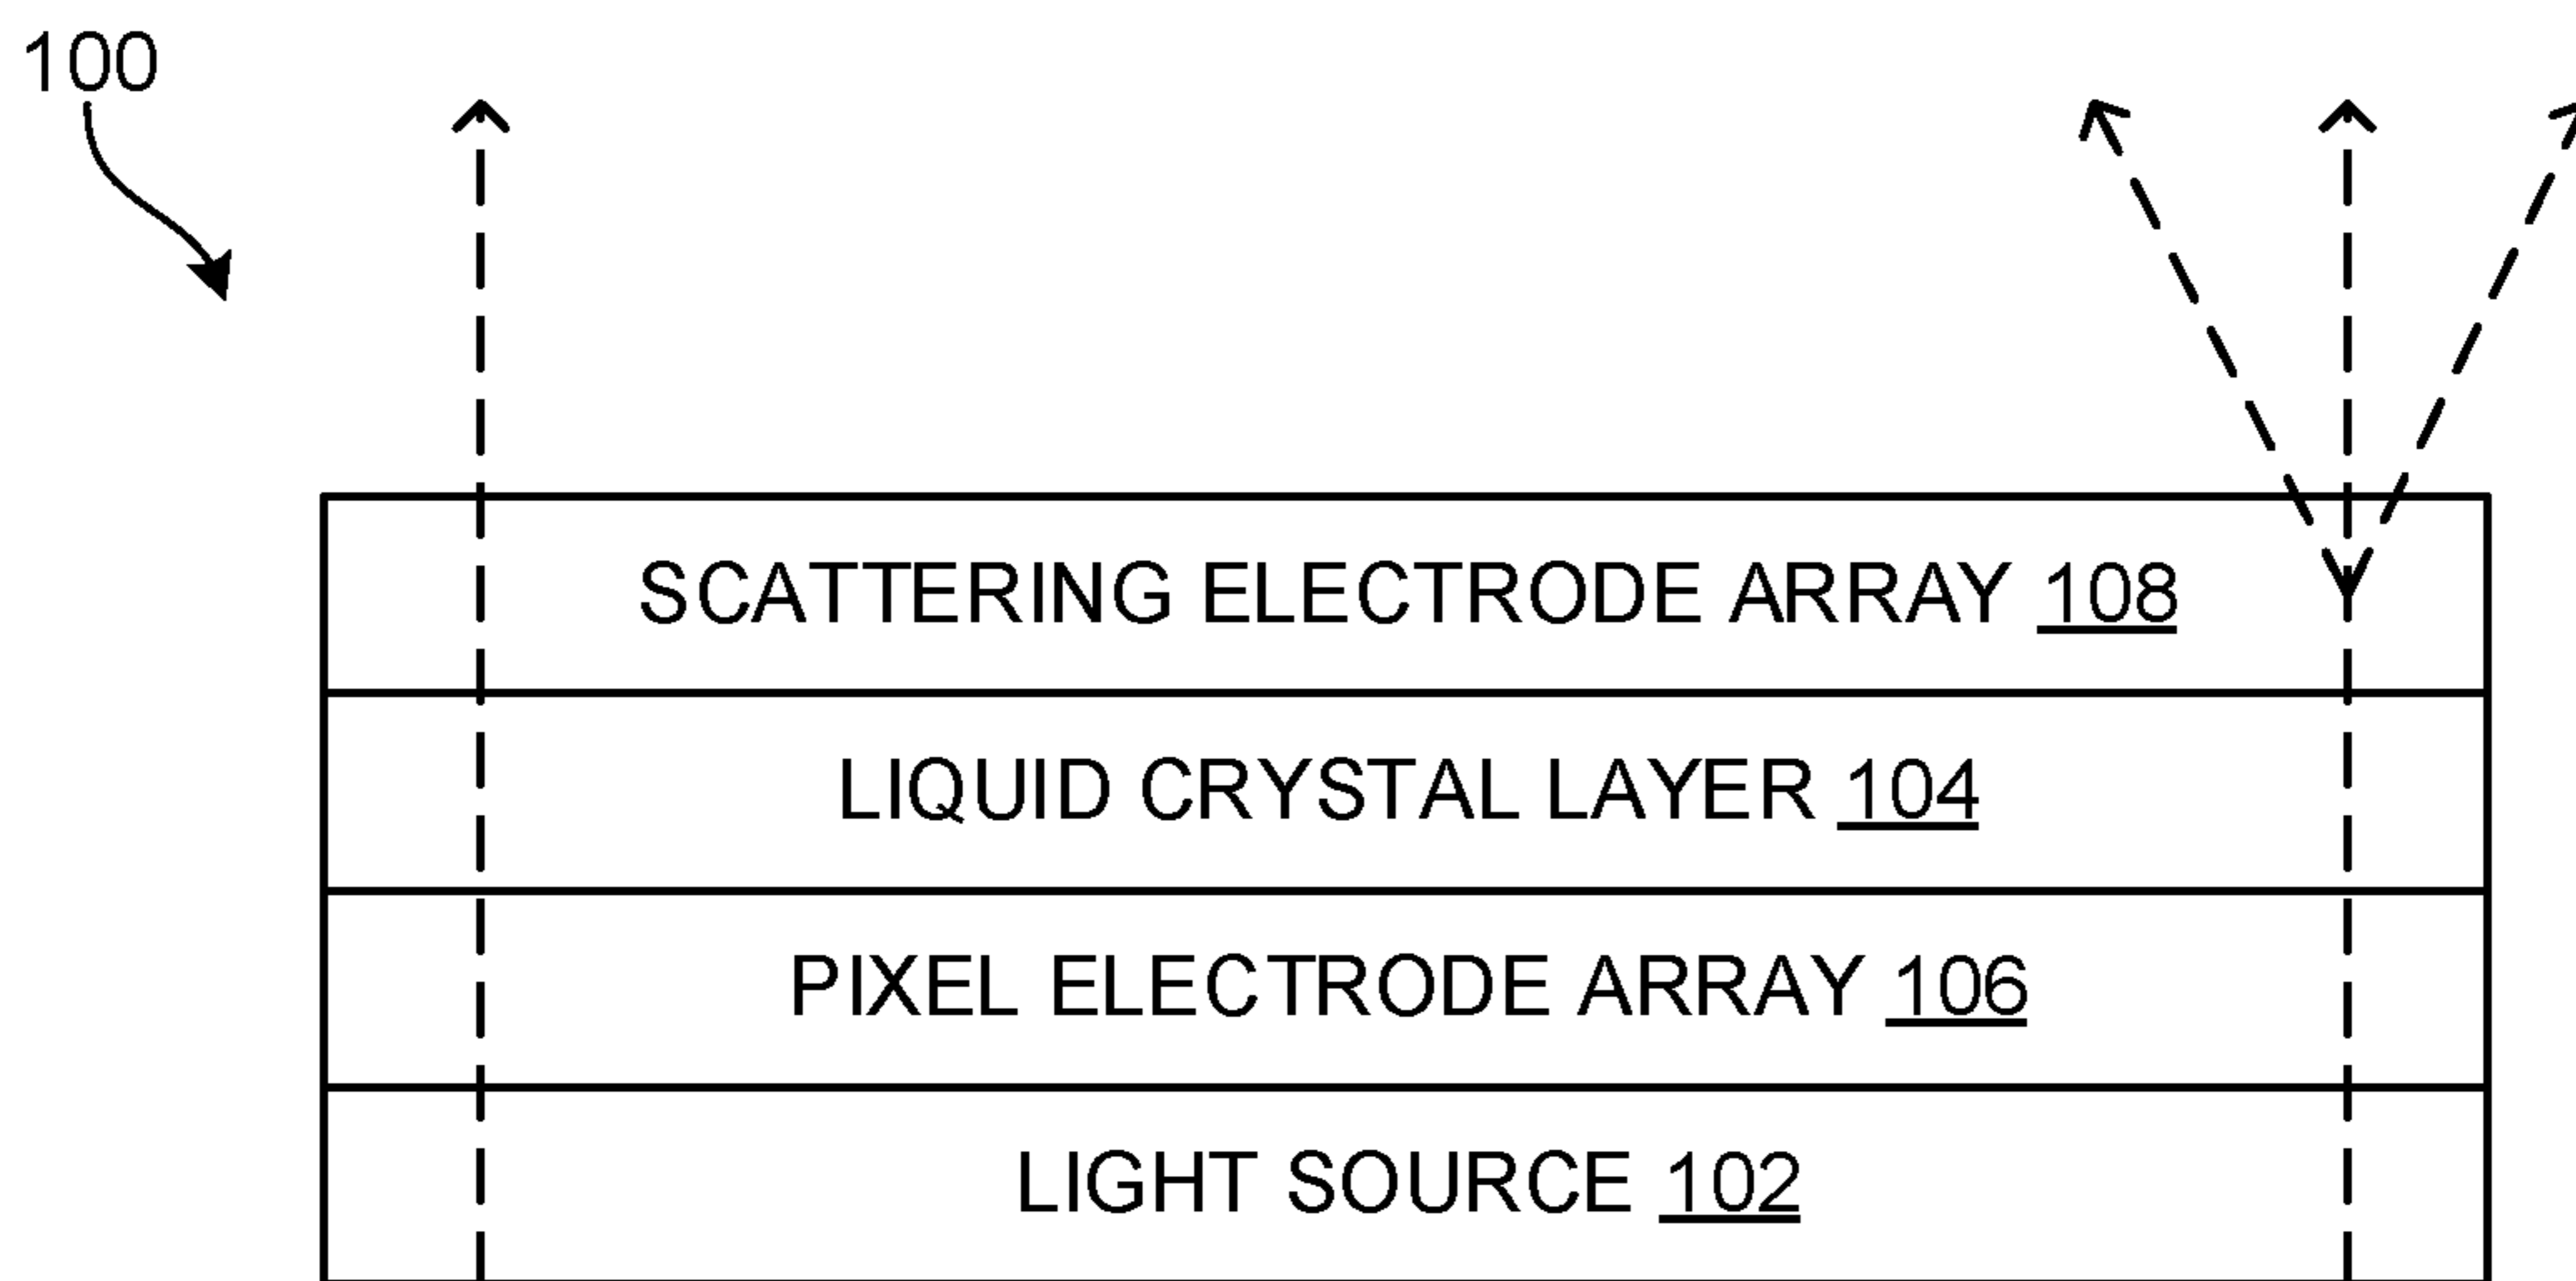 100
SCATTERING ELECTRODE ARRAY 108
LIQUID CRYSTAL LAYER 104
PIXEL ELECTRODE ARRAY 106
LIGHT SOURCE 102